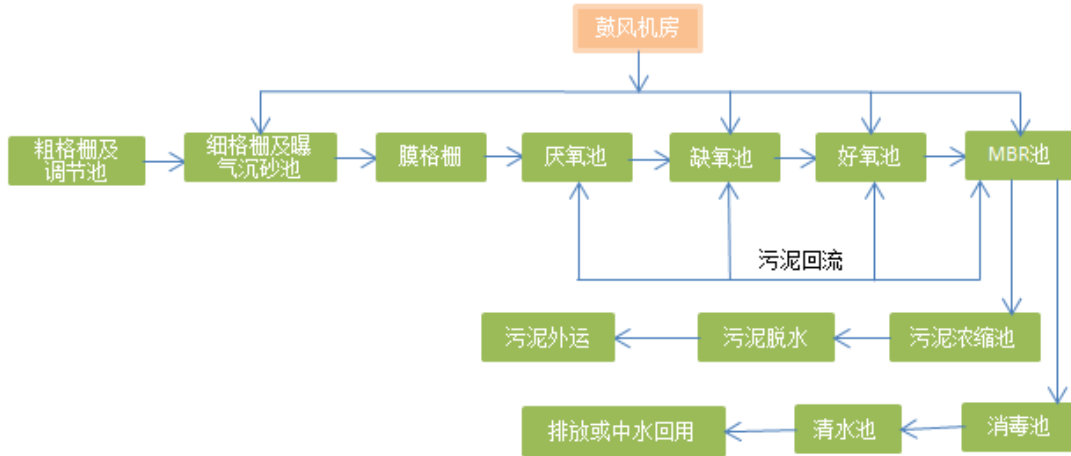 鼓风机房
粗格栅及
调节池
细格栅及曝
气沉砂池
膜格栅
厌氧池
缺氧池
好氧池
MBR池
污泥回流
污泥外运
污泥脱水
污泥浓缩池
排放或中水回用
清水池
消毒池